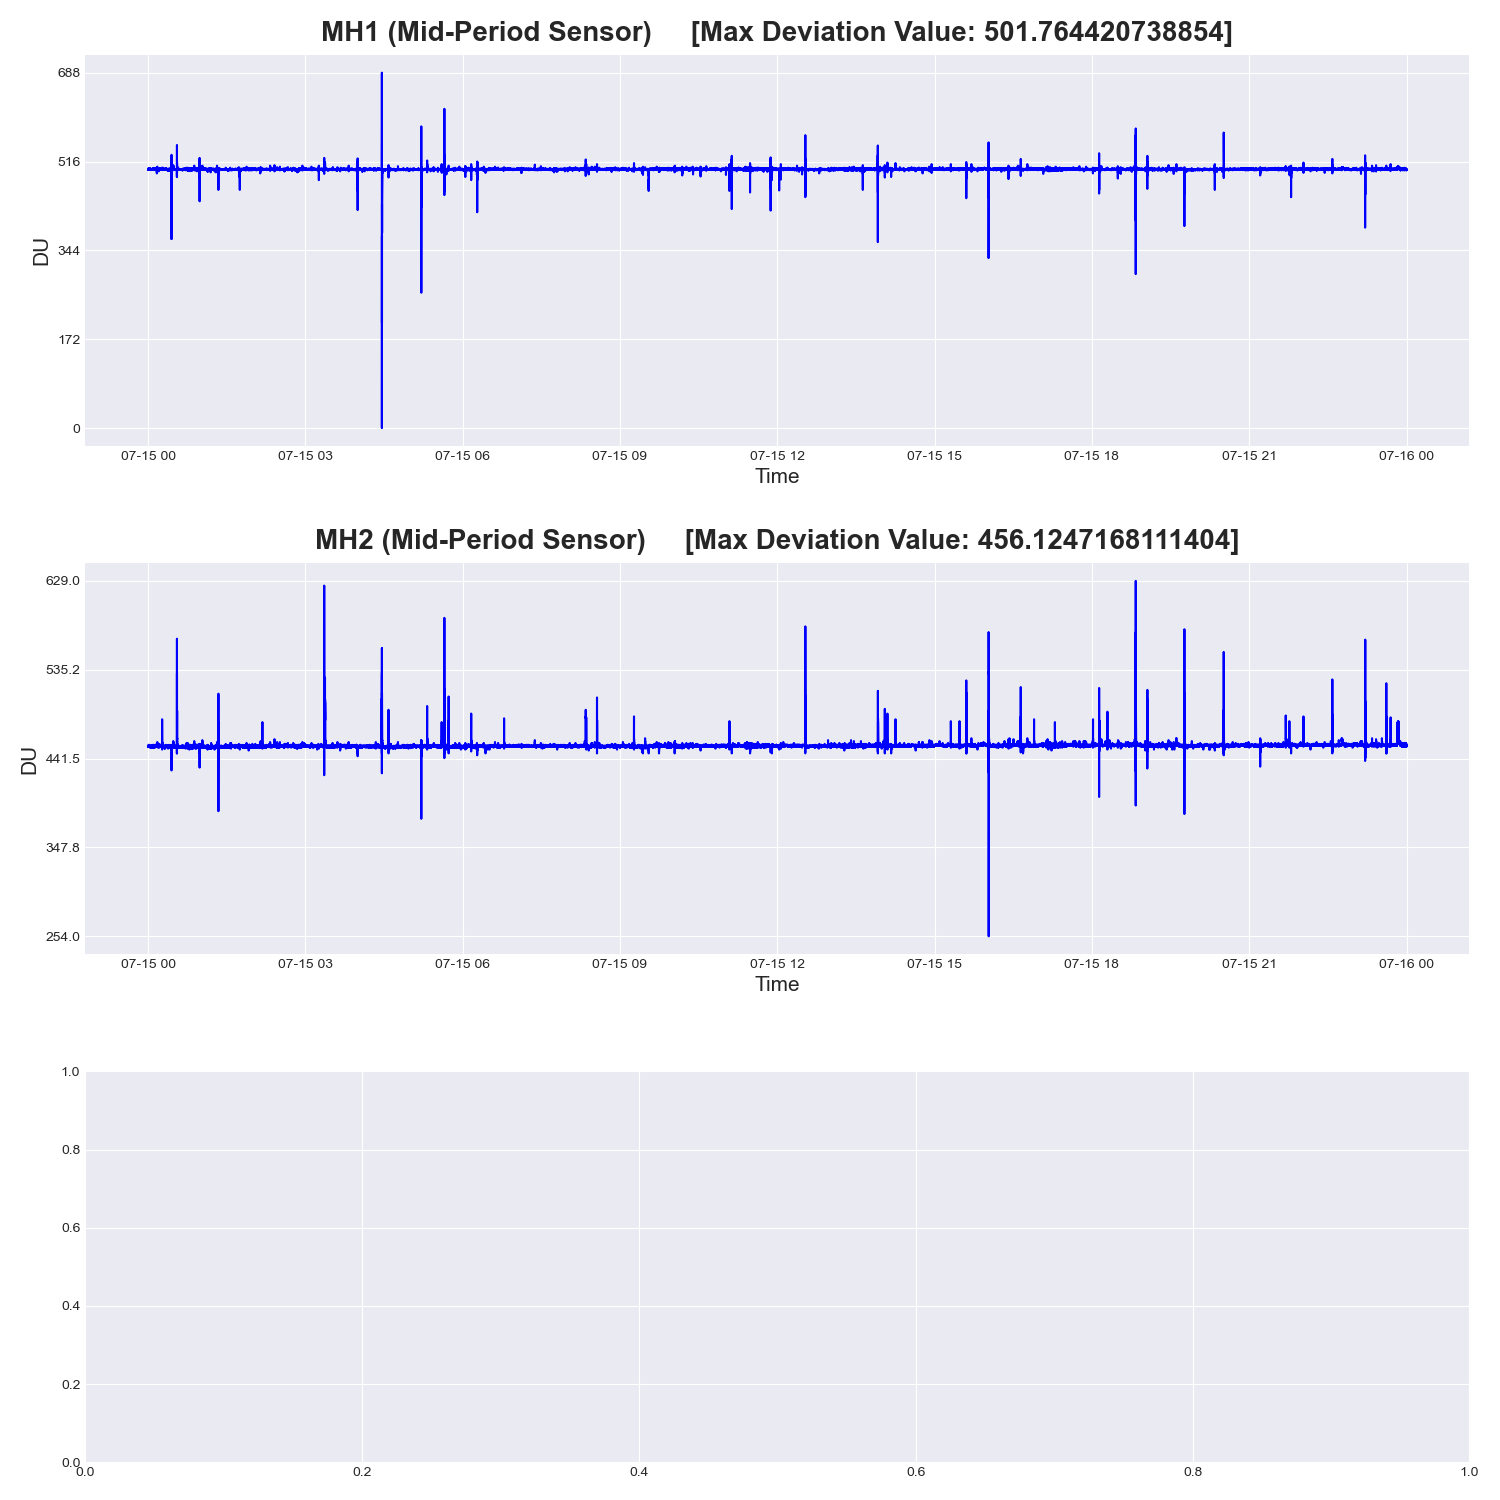 MH1 (Mid-Period Sensor) [Max Deviation Value: 501.764420738854]
688
516
344
172
0
DU
07-15 00 07-15 03 07-15 06 07-15 09 07-15 12 07-15 15 07-15 18 07-15 21 07-16 00
Time
MH2 (Mid-Period Sensor) [Max Deviation Value: 456.1247168111404]
629.0
535.2
441.5
347.8
254.0
DU
07-15 00 07-15 03 07-15 06 07-15 09 07-15 12 07-15 15 07-15 18 07-15 21 07-16 00
Time
1.0
0.8
0.6
0.4
0.2
0.0
0.0 0.2 0.4 0.6 0.8 1.0